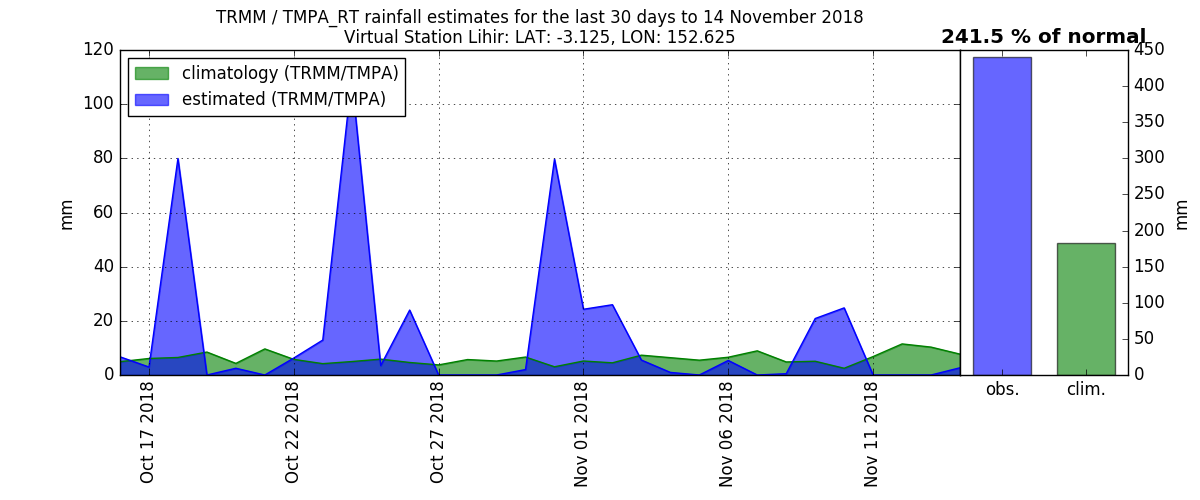 TRMM / TMPA_RT rainfall estimates for the last 30 days to 14 November 2018
Virtual Station Lihir: LAT: -3.125, LON: 152.625
241.5 % of normal
climatology (TRMM/TMPA)
estimated (TRMM/TMPA)
120
100
80
60
40
20
0
mm
Oct 17 2018
Oct 22 2018
Oct 27 2018
Nov 01 2018
Nov 06 2018
Nov 11 2018
obs.
clim.
450
400
350
300
250
200
150
100
50
0
mm